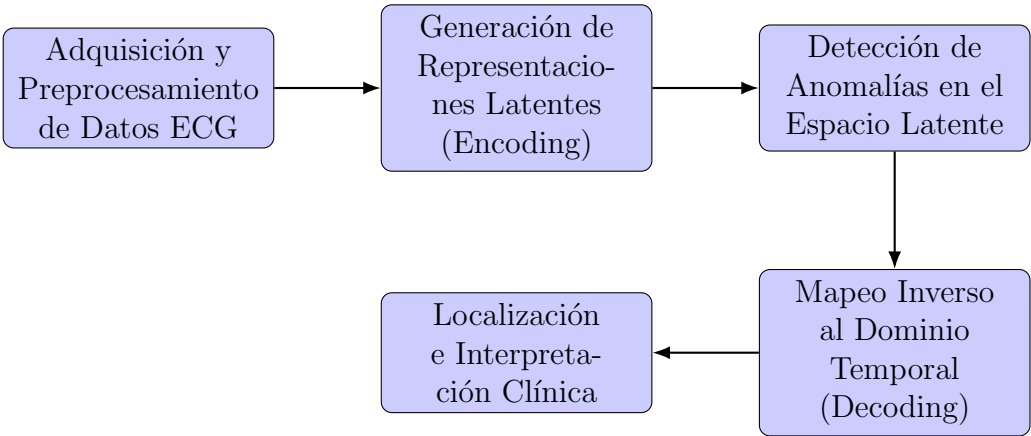 Adquisición y
Preprocesamiento
de Datos ECG
Generación de
Representacio-
nes Latentes
(Encoding)
Detección de
Anomalías en el
Espacio Latente
Mapeo Inverso
al Dominio
Temporal
(Decoding)
Localización
e Interpreta-
ción Clínica